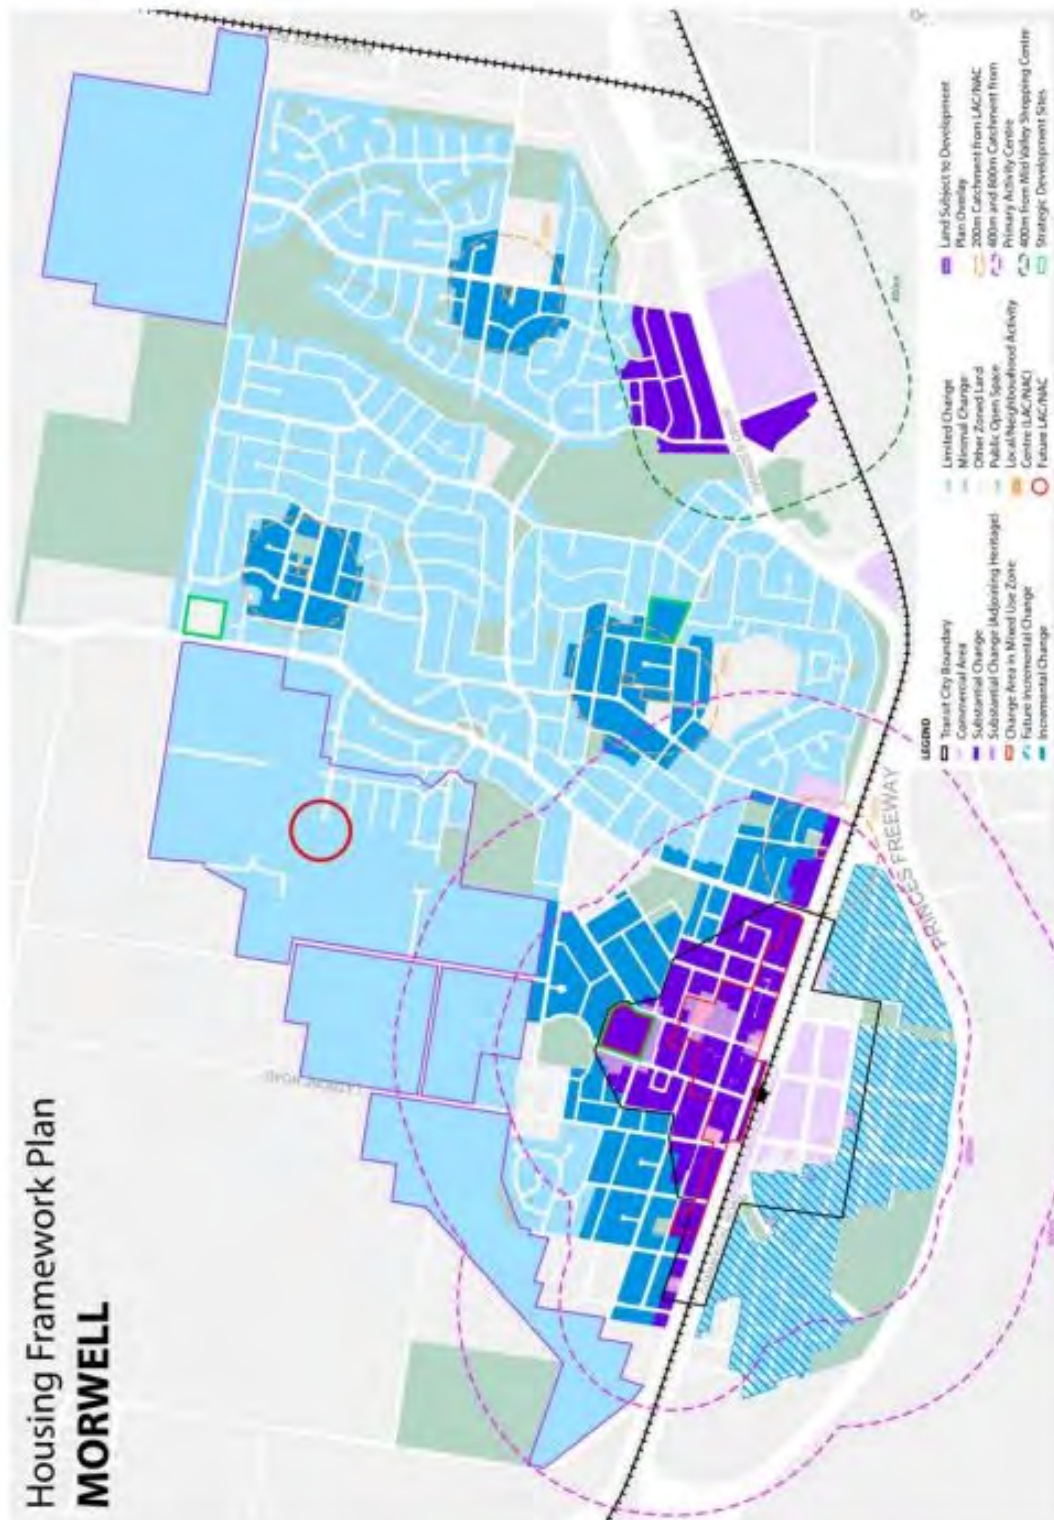 Housing Framework Plan
MORWELL
PRINCES FREEWAY
LEGEND
Transit City Boundary
Commercial Area
Substantial Change
Substantial Change (Adjoining Heritage)
Change Area in Mixed Use Zone
Future Incremental Change
Incremental Change
Limited Change
Minimal Change
Other Zoned Land
Public Open Space
Local/Neighbourhood Activity
Centre (LAC/NAC)
Future LAC/NAC
Land Subject to Development
Plan Overlay
200m Catchment from LAC/NAC
400m and 800m Catchment from
Primary Activity Centre
400m from Mid Valley Shopping Centre
Strategic Development Sites